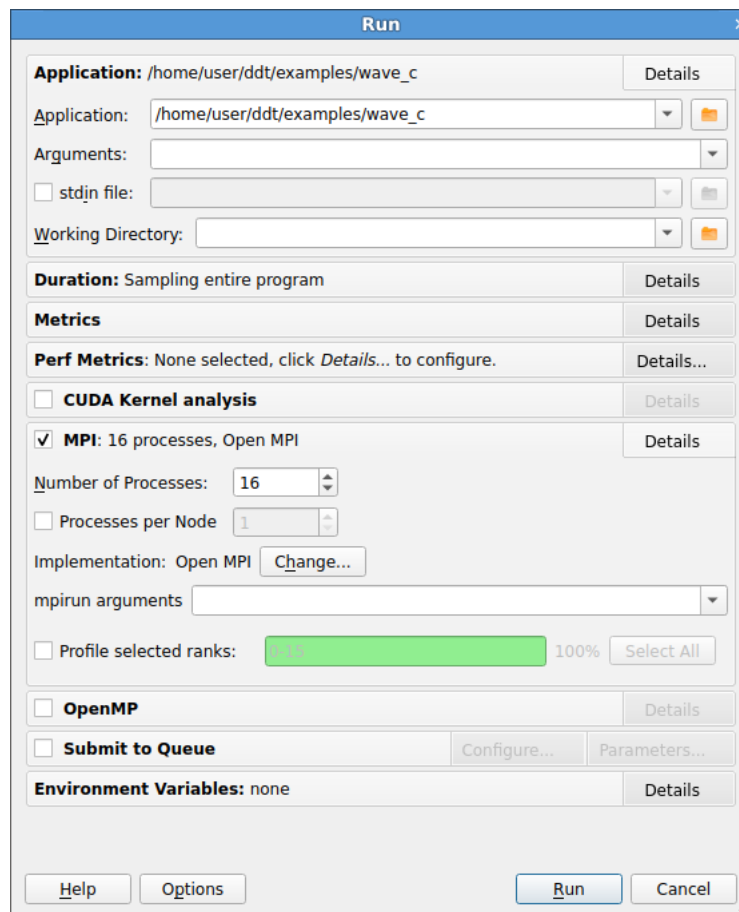 Run
Application: /home/user/ddt/examples/wave_c Details
Application: /home/user/ddt/examples/wave_c
Arguments:
stdin file:
Working Directory:
Duration: Sampling entire program Details
Metrics Details
Perf Metrics: None selected, click Details... to configure. Details...
CUDA Kernel analysis Details
MPI: 16 processes, Open MPI Details
Number of Processes: 16
Processes per Node 1
Implementation: Open MPI Change...
mpirun arguments
Profile selected ranks: 0-15 100% Select All
OpenMP Details
Submit to Queue Configure... Parameters...
Environment Variables: none Details
Help Options Run Cancel